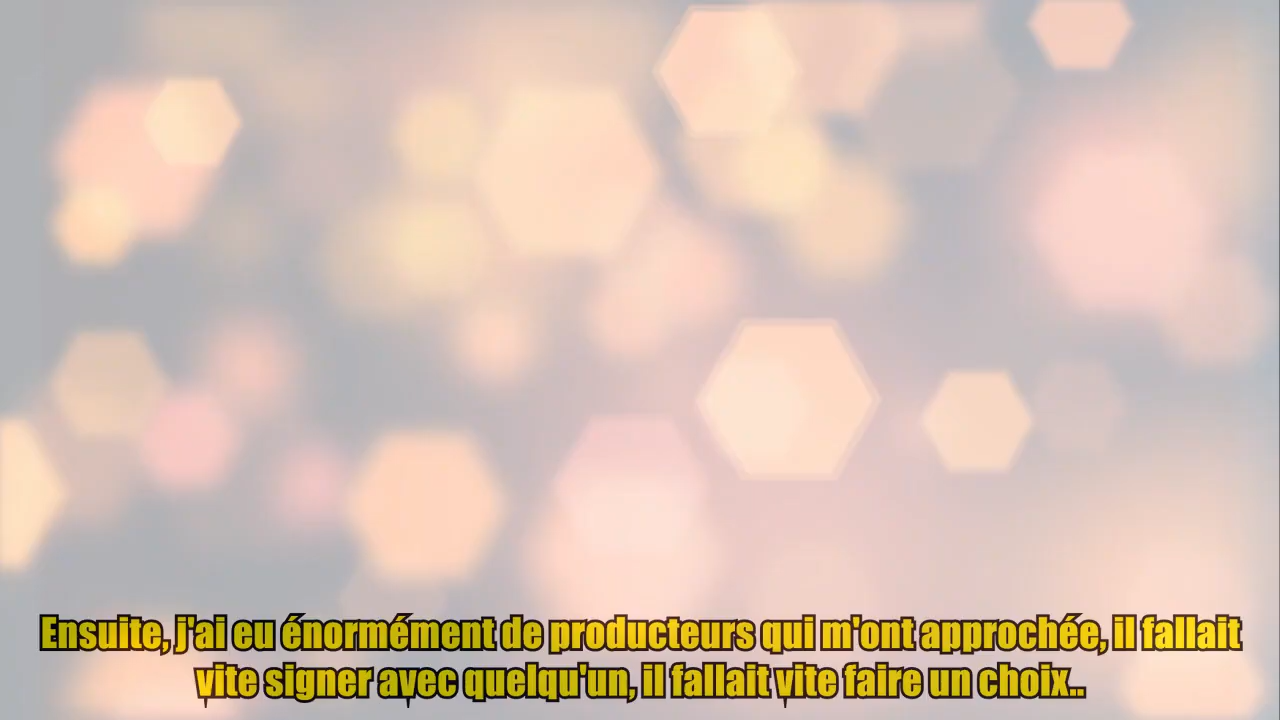 Ensuite, j'ai eu énormément de producteurs qui m'ont approchée, il fallait
vite signer avec quelqu'un, il fallait vite faire un choix..